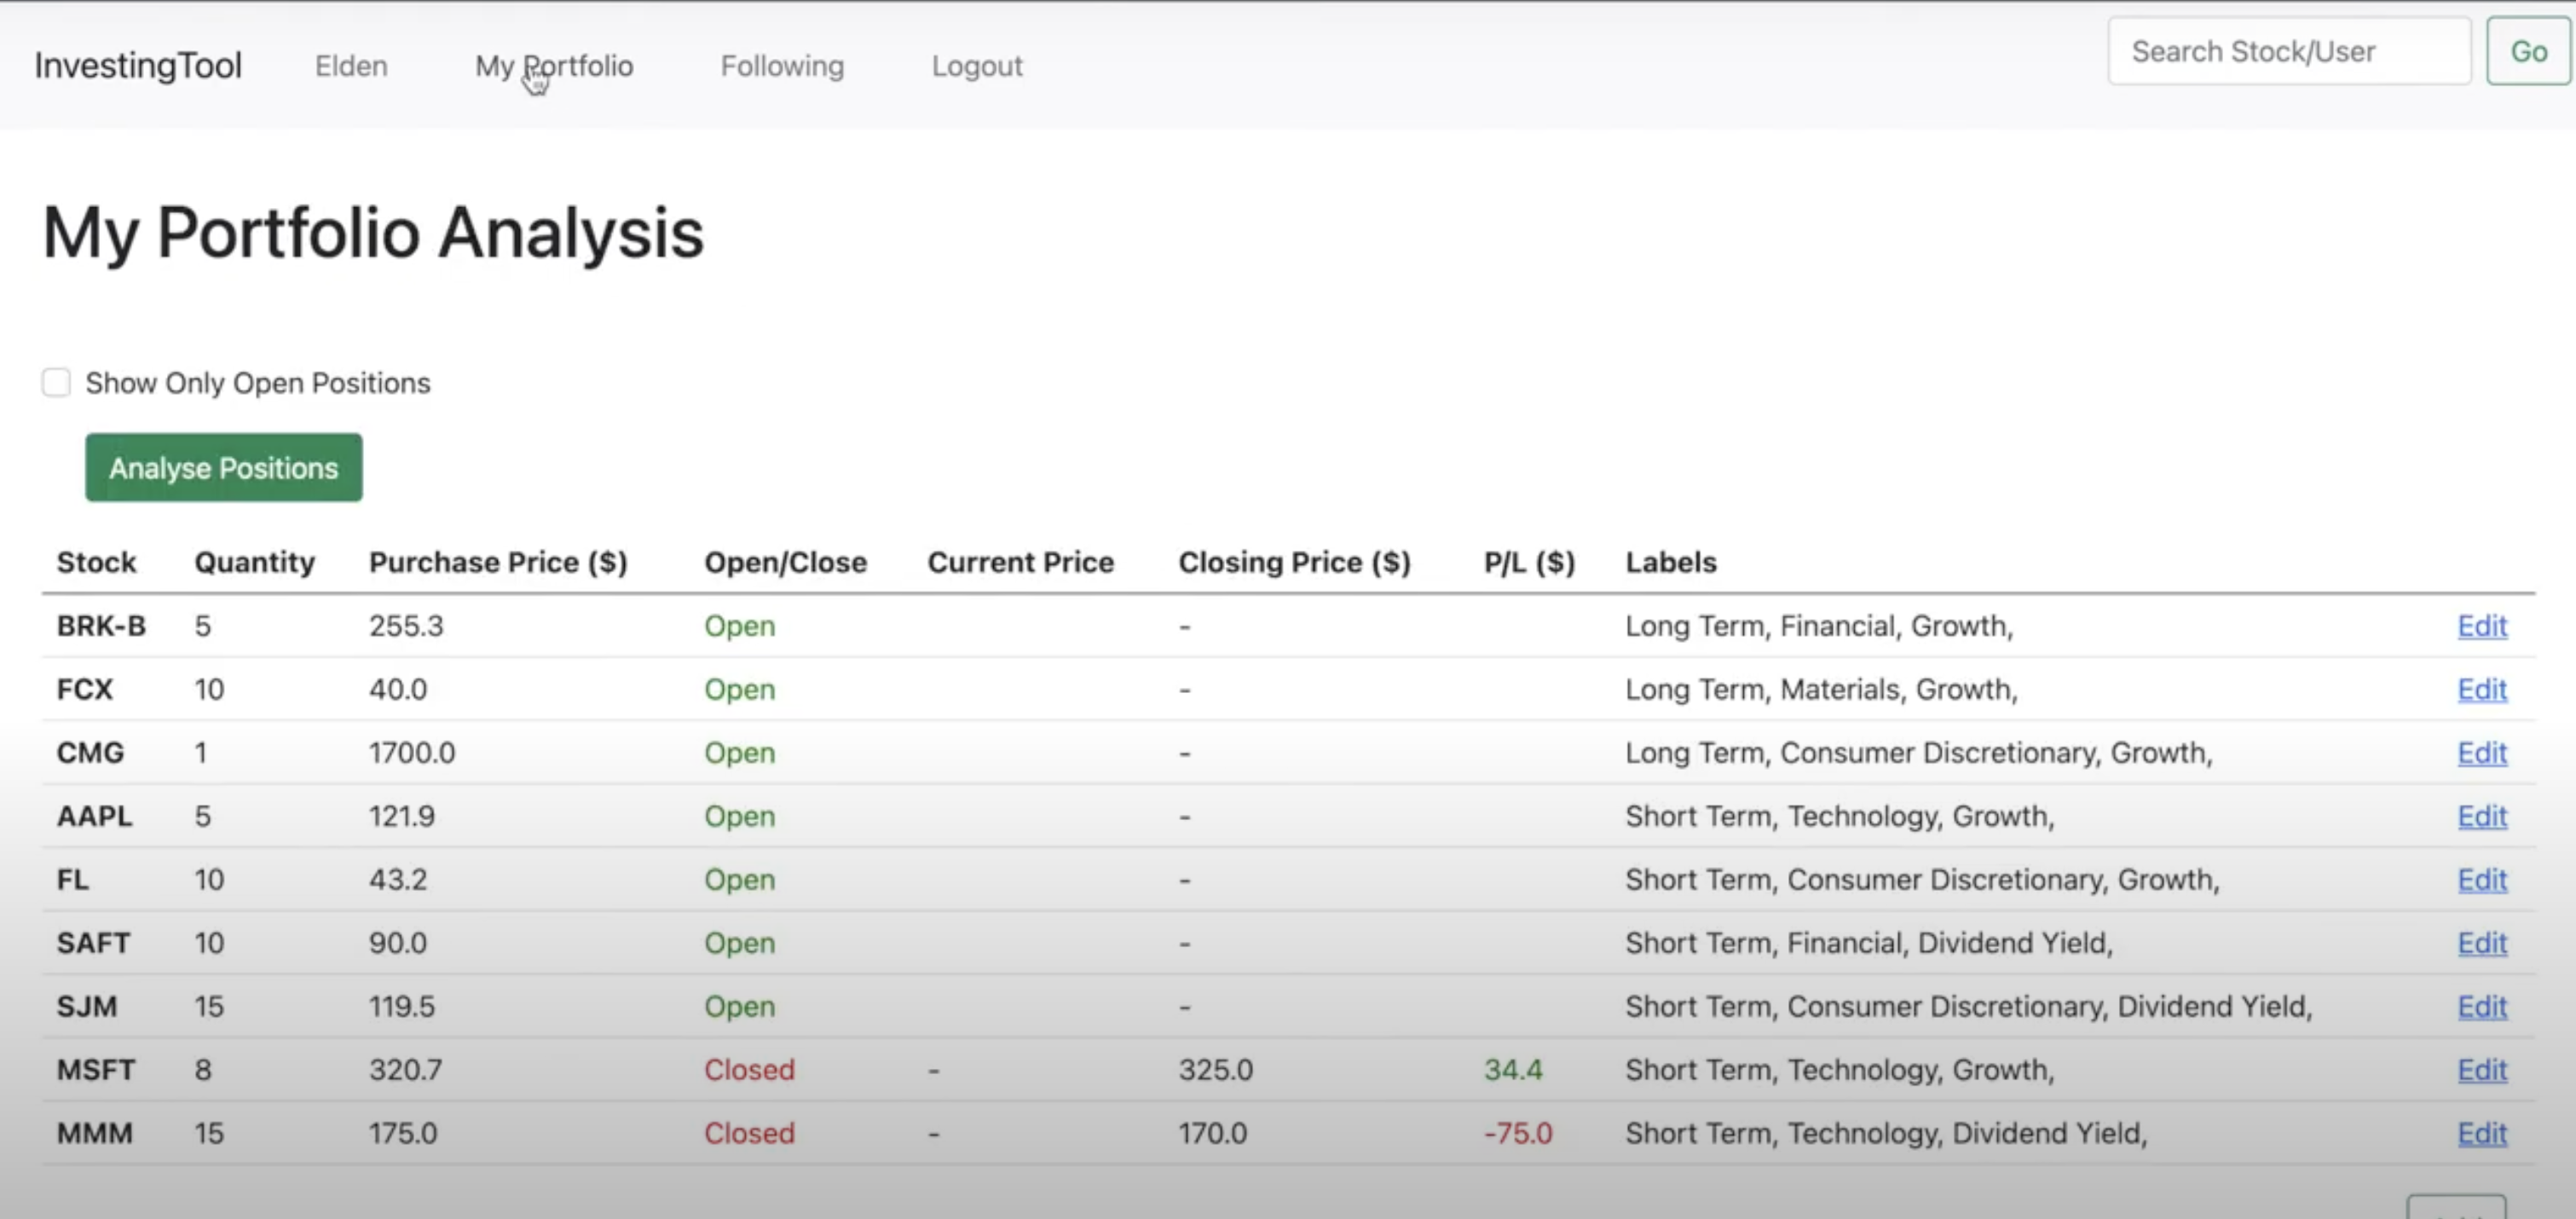 InvestingTool Elden My Portfolio Following Logout Search Stock/User Go
My Portfolio Analysis
Show Only Open Positions
Analyse Positions
Stock Quantity Purchase Price ($) Open/Close Current Price Closing Price ($) P/L ($) Labels
BRK-B 5 255.3 Open - Long Term, Financial, Growth, Edit
FCX 10 40.0 Open - Long Term, Materials, Growth, Edit
CMG 1 1700.0 Open - Long Term, Consumer Discretionary, Growth, Edit
AAPL 5 121.9 Open - Short Term, Technology, Growth, Edit
FL 10 43.2 Open - Short Term, Consumer Discretionary, Growth, Edit
SAFT 10 90.0 Open - Short Term, Financial, Dividend Yield, Edit
SJM 15 119.5 Open - Short Term, Consumer Discretionary, Dividend Yield, Edit
MSFT 8 320.7 Closed - 325.0 34.4 Short Term, Technology, Growth, Edit
MMM 15 175.0 Closed - 170.0 -75.0 Short Term, Technology, Dividend Yield, Edit